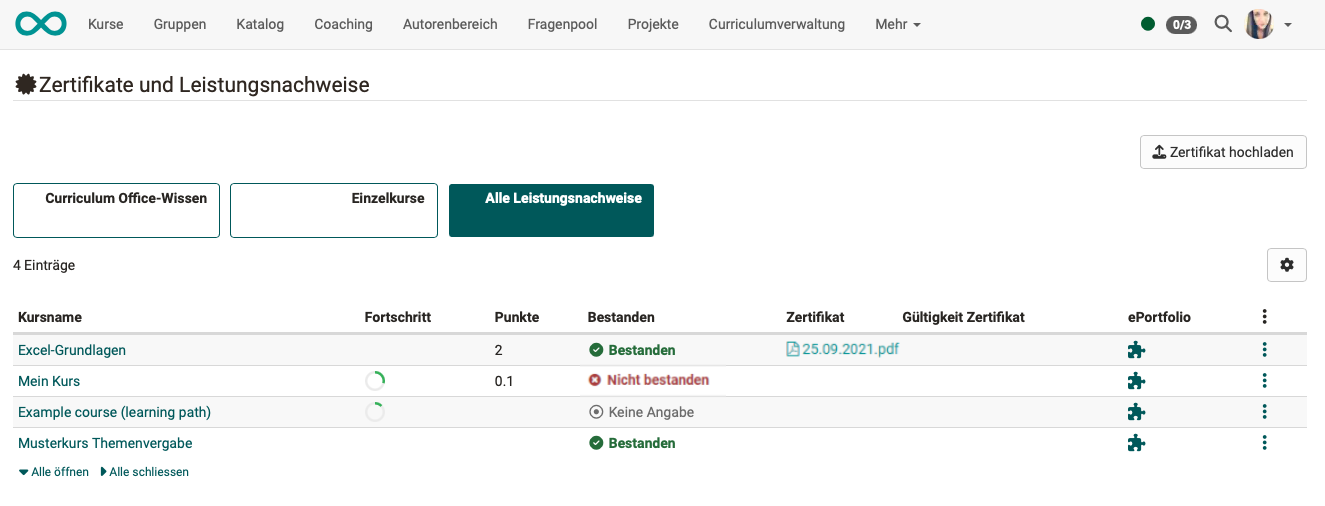 Kurse Gruppen Katalog Coaching Autorenbereich Fragenpool Projekte Curriculumverwaltung Mehr 0/3
Zertifikate und Leistungsnachweise
Zertifikat hochladen
Curriculum Office-Wissen Einzelkurse Alle Leistungsnachweise
4 Einträge
Kursname Fortschritt Punkte Bestanden Zertifikat Gültigkeit Zertifikat ePortfolio
Excel-Grundlagen 2 Bestanden 25.09.2021.pdf
Mein Kurs 0.1 Nicht bestanden
Example course (learning path) Keine Angabe
Musterkurs Themenvergabe Bestanden
Alle öffnen Alle schliessen